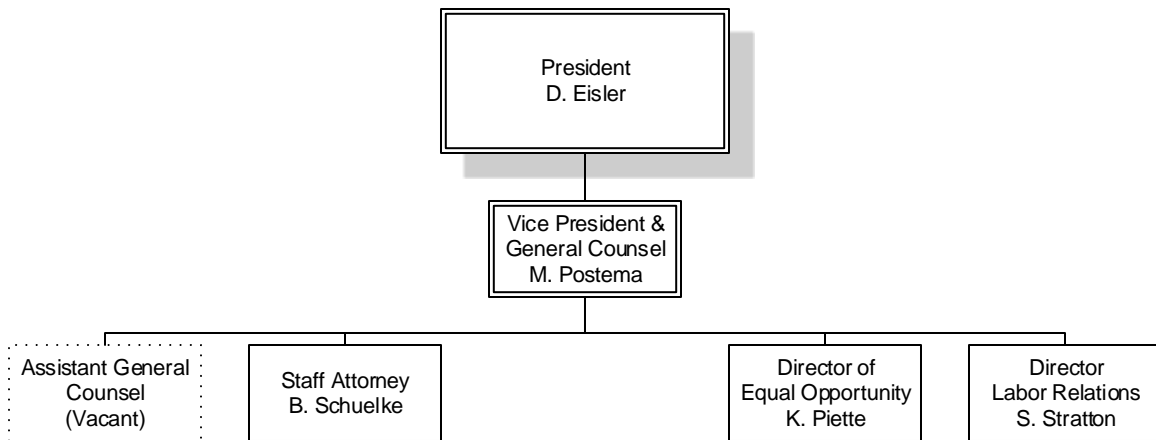 President
D. Eisler
Vice President &
General Counsel
M. Postema
Assistant General
Counsel
(Vacant)
Staff Attorney
B. Schuelke
Director of
Equal Opportunity
K. Piette
Director
Labor Relations
S. Stratton